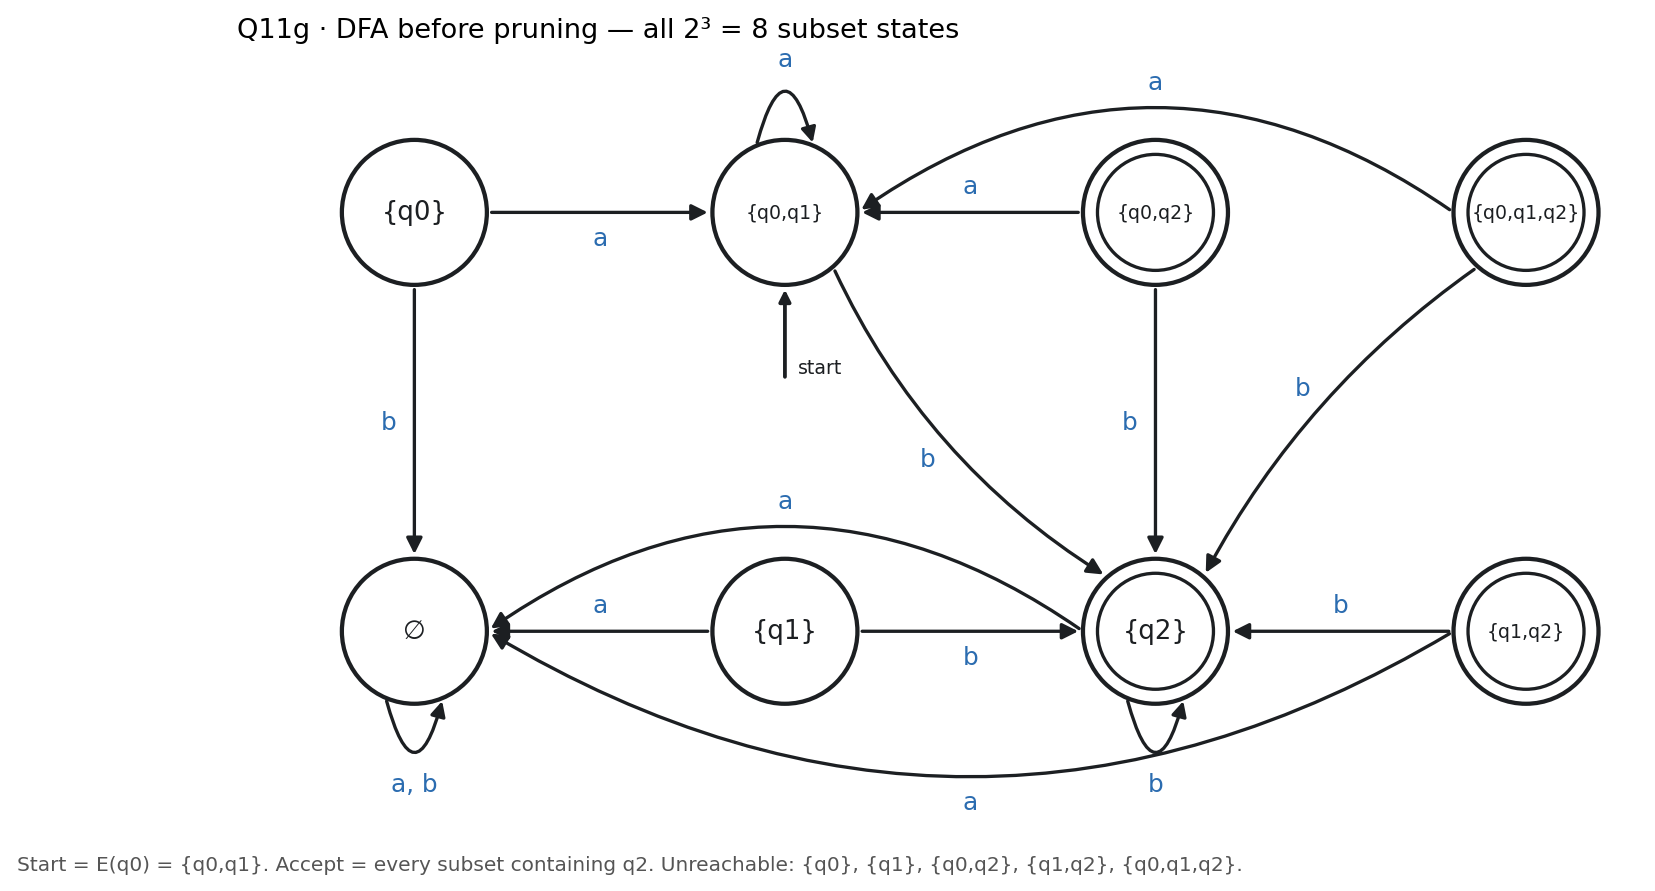 Q11g · DFA before pruning — all 2³ = 8 subset states
a
a
{q0}
a
{q0,q1}
a
{q0,q2}
{q0,q1,q2}
start
b
b
b
b
a
∅
a
{q1}
b
{q2}
b
{q1,q2}
a, b
b
a
Start = E(q0) = {q0,q1}. Accept = every subset containing q2. Unreachable: {q0}, {q1}, {q0,q2}, {q1,q2}, {q0,q1,q2}.